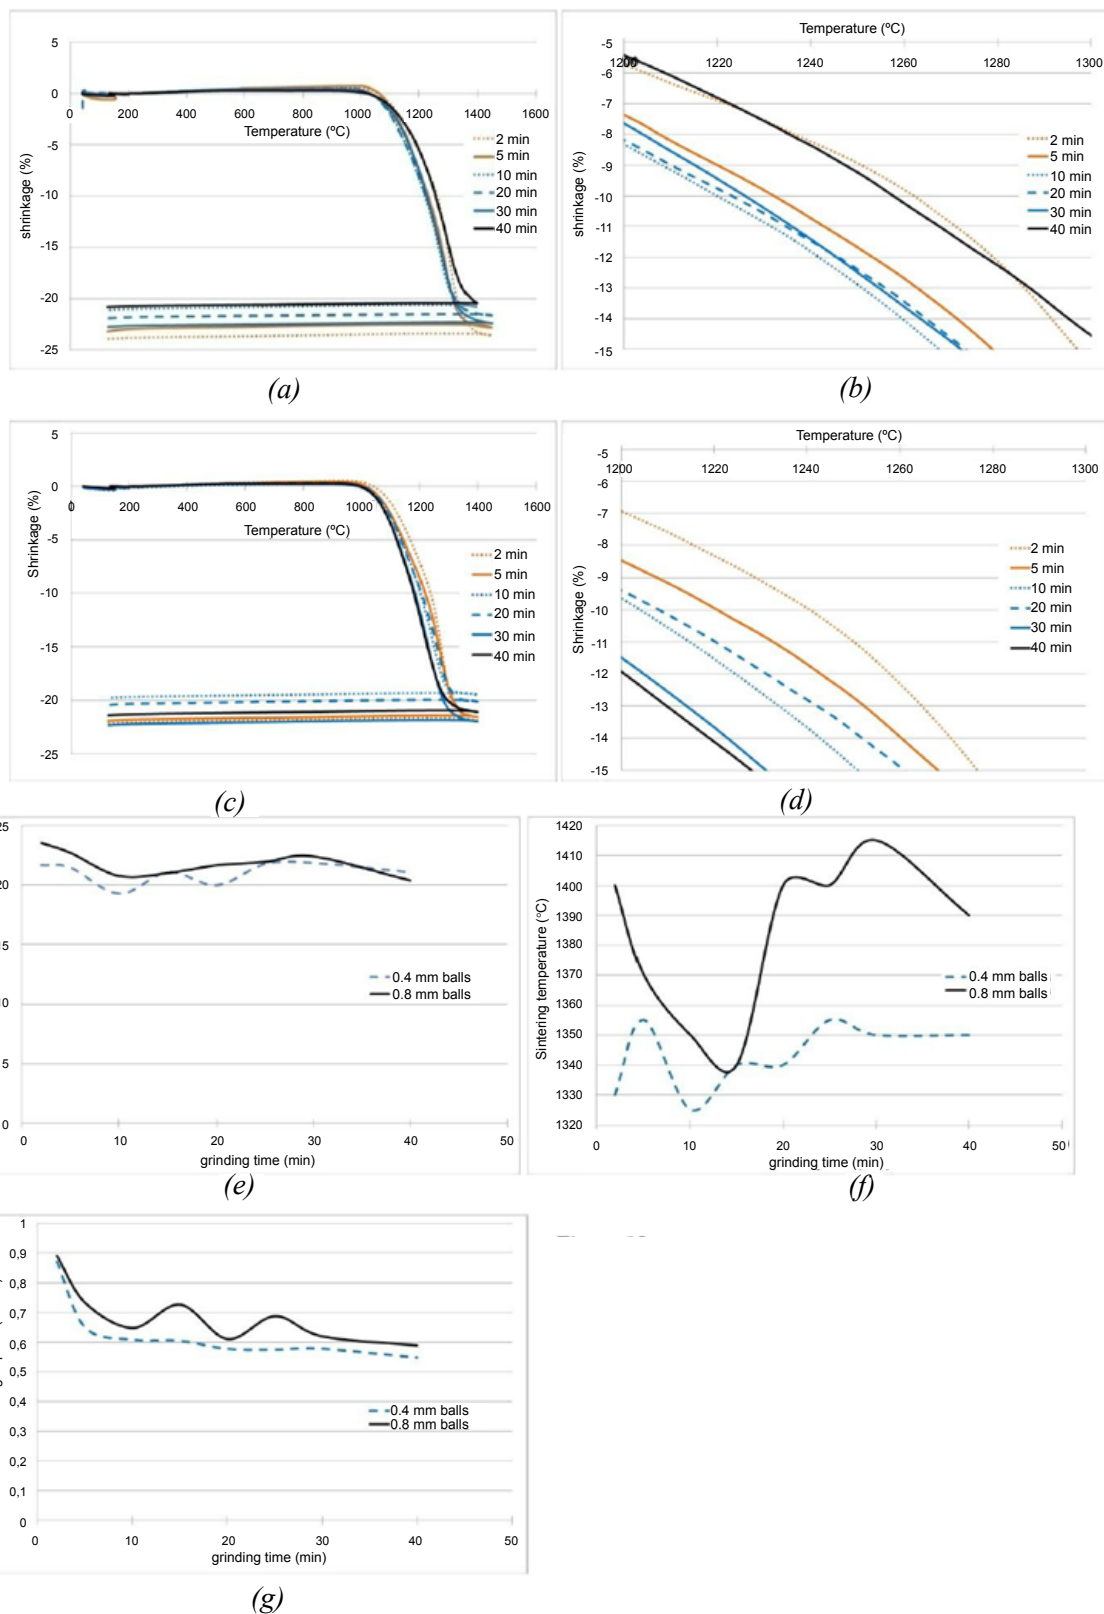 5
0
-5
-10
-15
-20
-25
0 200 400 600 800 1000 1200 1400 1600
Temperature (ºC)
shrinkage (%)
2 min
5 min
10 min
20 min
30 min
40 min
(a)
Temperature (ºC)
-5
-6
-7
-8
-9
-10
-11
-12
-13
-14
-15
1220 1240 1260 1280 1300
shrinkage (%)
2 min
5 min
10 min
20 min
30 min
40 min
(b)
5
0
-5
-10
-15
-20
-25
0 200 400 600 800 1000 1200 1400 1600
Temperature (ºC)
Shrinkage (%)
2 min
5 min
10 min
20 min
30 min
40 min
(c)
Temperature (ºC)
-5
-6
-7
-8
-9
-10
-11
-12
-13
-14
-15
1200 1220 1240 1260 1280 1300
Shrinkage (%)
2 min
5 min
10 min
20 min
30 min
40 min
(d)
25
20
15
10
5
0
0 10 20 30 40 50
grinding time (min)
0.4 mm balls
0.8 mm balls
(e)
1420
1410
1400
1390
1380
1370
1360
1350
1340
1330
1320
0 10 20 30 40 50
Sintering temperature (°C)
grinding time (min)
0.4 mm balls
0.8 mm balls
(f)
1
0,9
0,8
0,7
0,6
0,5
0,4
0,3
0,2
0,1
0
0 10 20 30 40 50
grinding time (min)
0.4 mm balls
0.8 mm balls
(g)